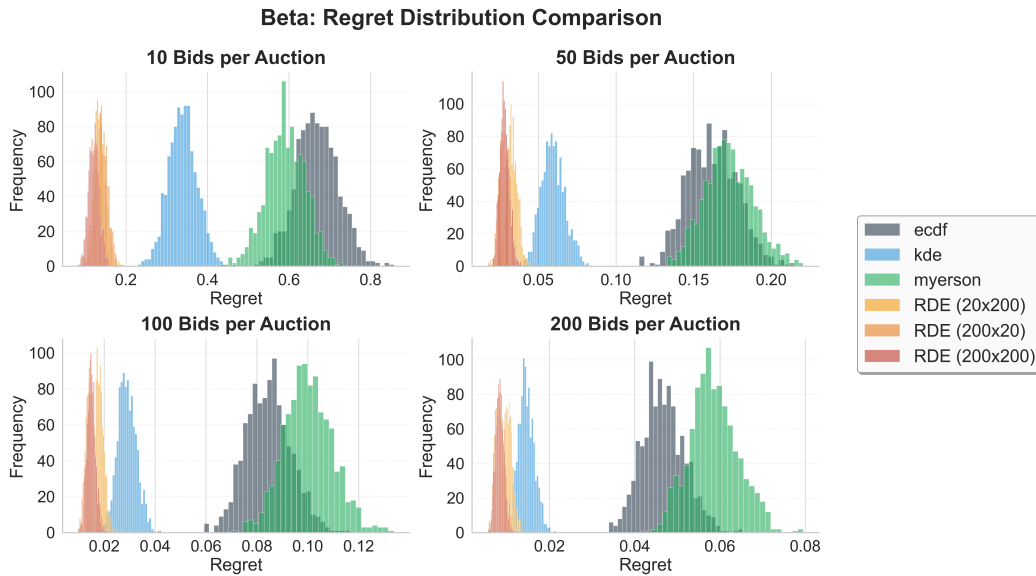 Beta: Regret Distribution Comparison
10 Bids per Auction
50 Bids per Auction
Frequency
100
80
60
40
20
0
0.2
0.4
0.6
0.8
Regret
Frequency
100
80
60
40
20
0
0.05
0.10
0.15
0.20
Regret
ecdf
kde
myerson
RDE (20x200)
RDE (200x20)
RDE (200x200)
100 Bids per Auction
200 Bids per Auction
Frequency
100
80
60
40
20
0
0.02
0.04
0.06
0.08
0.10
0.12
Regret
Frequency
100
80
60
40
20
0
0.02
0.04
0.06
0.08
Regret